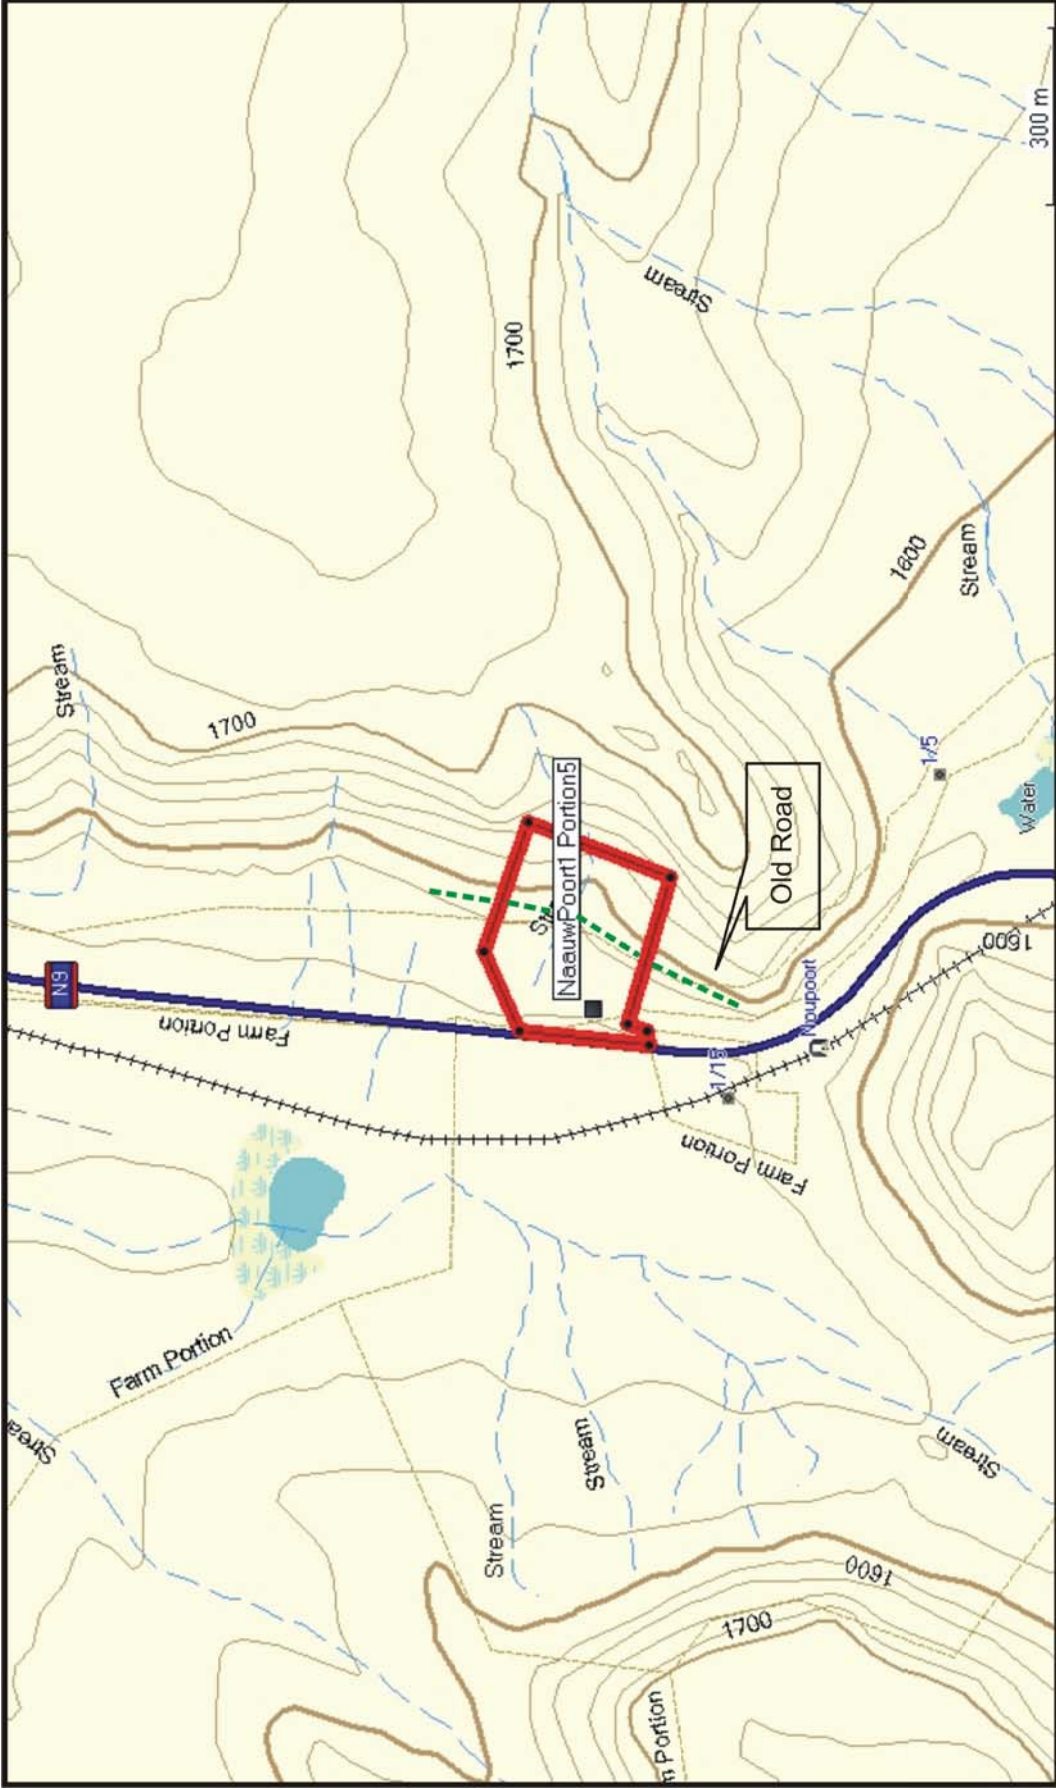 300 m
Stream
1700
Stream
1600
Stream
Stream
1700
1/5
Water
NaauwPoort1 Portion5
Old Road
1600
N9
Farm Portion
Noupoort
1/15
Farm Portion
Farm Portion
Stream
Stream
Stream
Stream
1600
1700
Portion